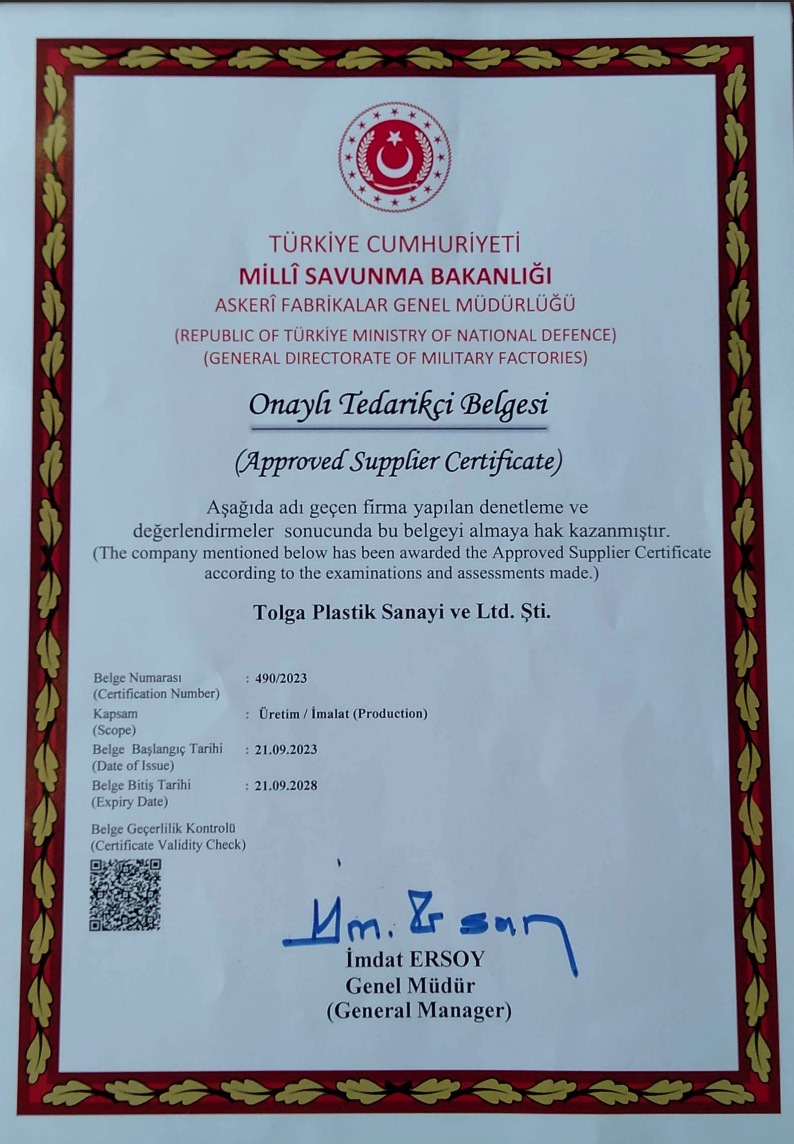 TÜRKİYE CUMHURİYETİ
MİLLÎ SAVUNMA BAKANLIĞI
ASKERÎ FABRİKALAR GENEL MÜDÜRLÜĞÜ
(REPUBLIC OF TÜRKİYE MINISTRY OF NATIONAL DEFENCE)
(GENERAL DIRECTORATE OF MILITARY FACTORIES)
Onaylı Tedarikçi Belgesi
(Approved Supplier Certificate)
Aşağıda adı geçen firma yapılan denetleme ve
değerlendirmeler sonucunda bu belgeyi almaya hak kazanmıştır.
(The company mentioned below has been awarded the Approved Supplier Certificate
according to the examinations and assessments made.)
Tolga Plastik Sanayi ve Ltd. Şti.
Belge Numarası : 490/2023
(Certification Number)
Kapsam : Üretim / İmalat (Production)
(Scope)
Belge Başlangıç Tarihi : 21.09.2023
(Date of Issue)
Belge Bitiş Tarihi : 21.09.2028
(Expiry Date)
Belge Geçerlilik Kontrolü
(Certificate Validity Check)
İmdat ERSOY
Genel Müdür
(General Manager)